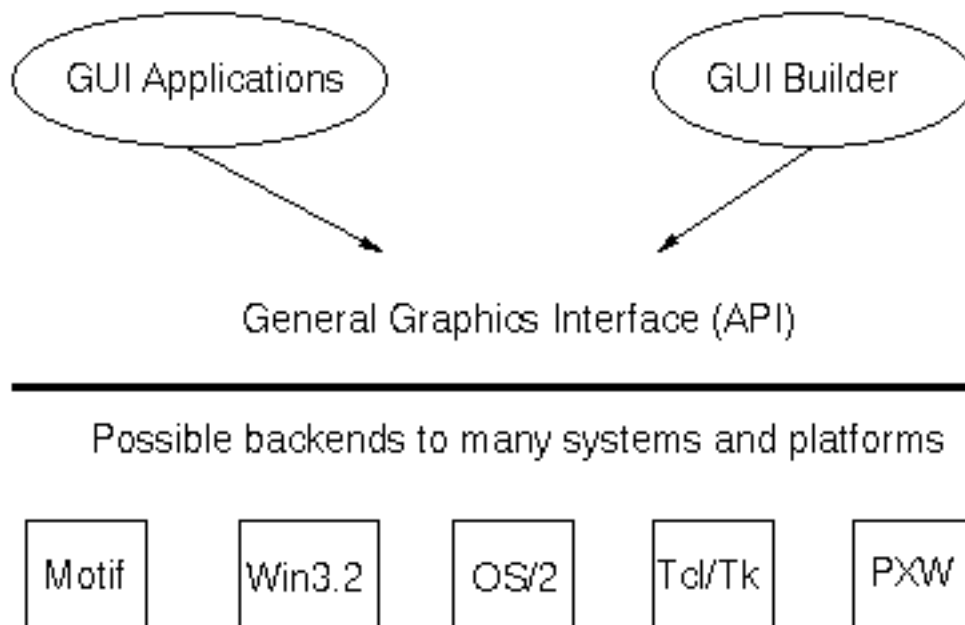 GUI Applications
GUI Builder
General Graphics Interface (API)
Possible backends to many systems and platforms
Motif
Win3.2
OS/2
Tcl/Tk
PXW